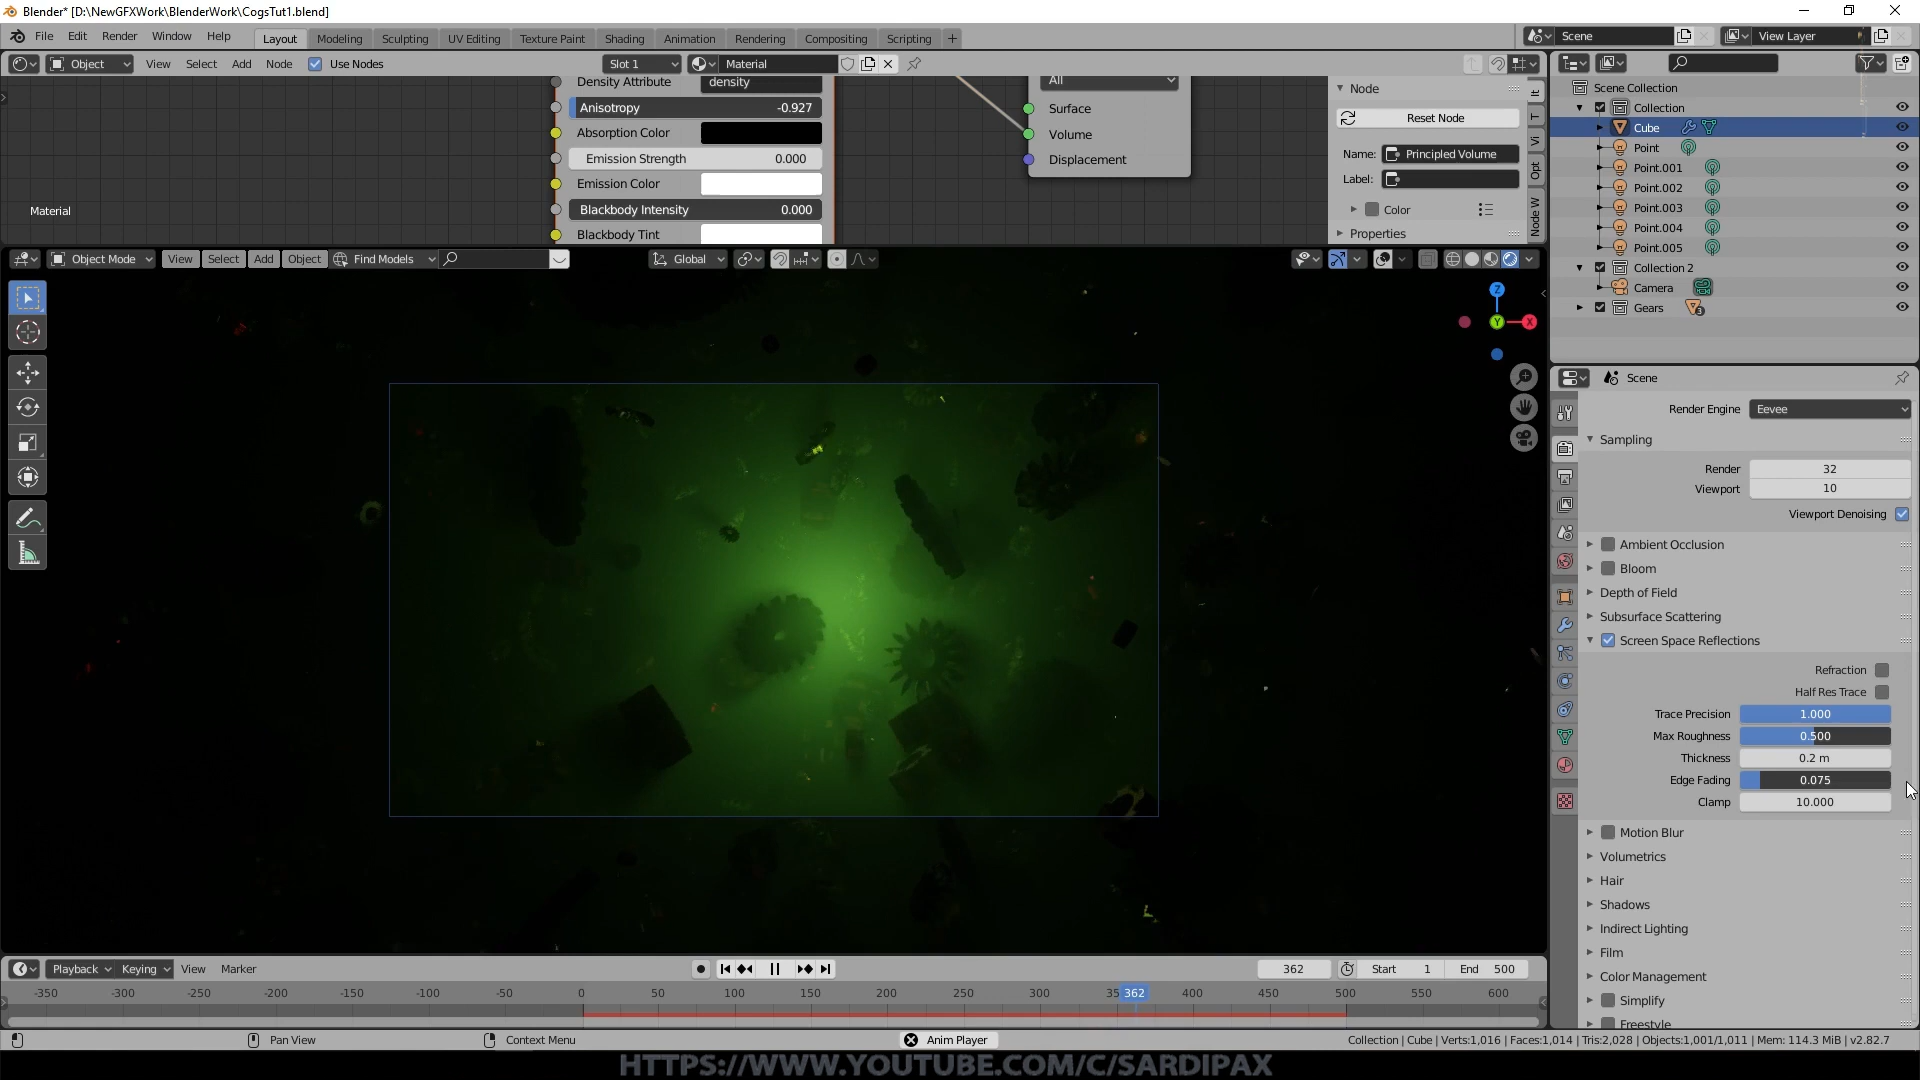 Blender* [D:\NewGFXWork\BlenderWork\CogsTut1.blend]
File Edit Render Window Help Layout Modeling Sculpting UV Editing Texture Paint Shading Animation Rendering Compositing Scripting + Scene View Layer
Object View Select Add Node Use Nodes Slot 1 Material
Density Attribute density
Anisotropy -0.927
Absorption Color
Emission Strength 0.000
Emission Color
Blackbody Intensity 0.000
Blackbody Tint
Material
All
Surface
Volume
Displacement
Node
Reset Node
Name: Principled Volume
Label:
Color
Properties
It
T
Vi
Opt
Node W
Scene Collection
Collection
Cube
Point
Point.001
Point.002
Point.003
Point.004
Point.005
Collection 2
Camera
Gears
3
Object Mode View Select Add Object Find Models Global
Z
Y
X
Scene
Render Engine Eevee
Sampling
Render 32
Viewport 10
Viewport Denoising
Ambient Occlusion
Bloom
Depth of Field
Subsurface Scattering
Screen Space Reflections
Refraction
Half Res Trace
Trace Precision 1.000
Max Roughness 0.500
Thickness 0.2 m
Edge Fading 0.075
Clamp 10.000
Motion Blur
Volumetrics
Hair
Shadows
Indirect Lighting
Film
Color Management
Simplify
Freestyle
Playback Keying View Marker 362 Start 1 End 500
-350 -300 -250 -200 -150 -100 -50 0 50 100 150 200 250 300 35 362 400 450 500 550 600
Pan View Context Menu Anim Player Collection | Cube | Verts:1,016 | Faces:1,014 | Tris:2,028 | Objects:1,001/1,011 | Mem: 114.3 MiB | v2.82.7
HTTPS://WWW.YOUTUBE.COM/C/SARDIPAX